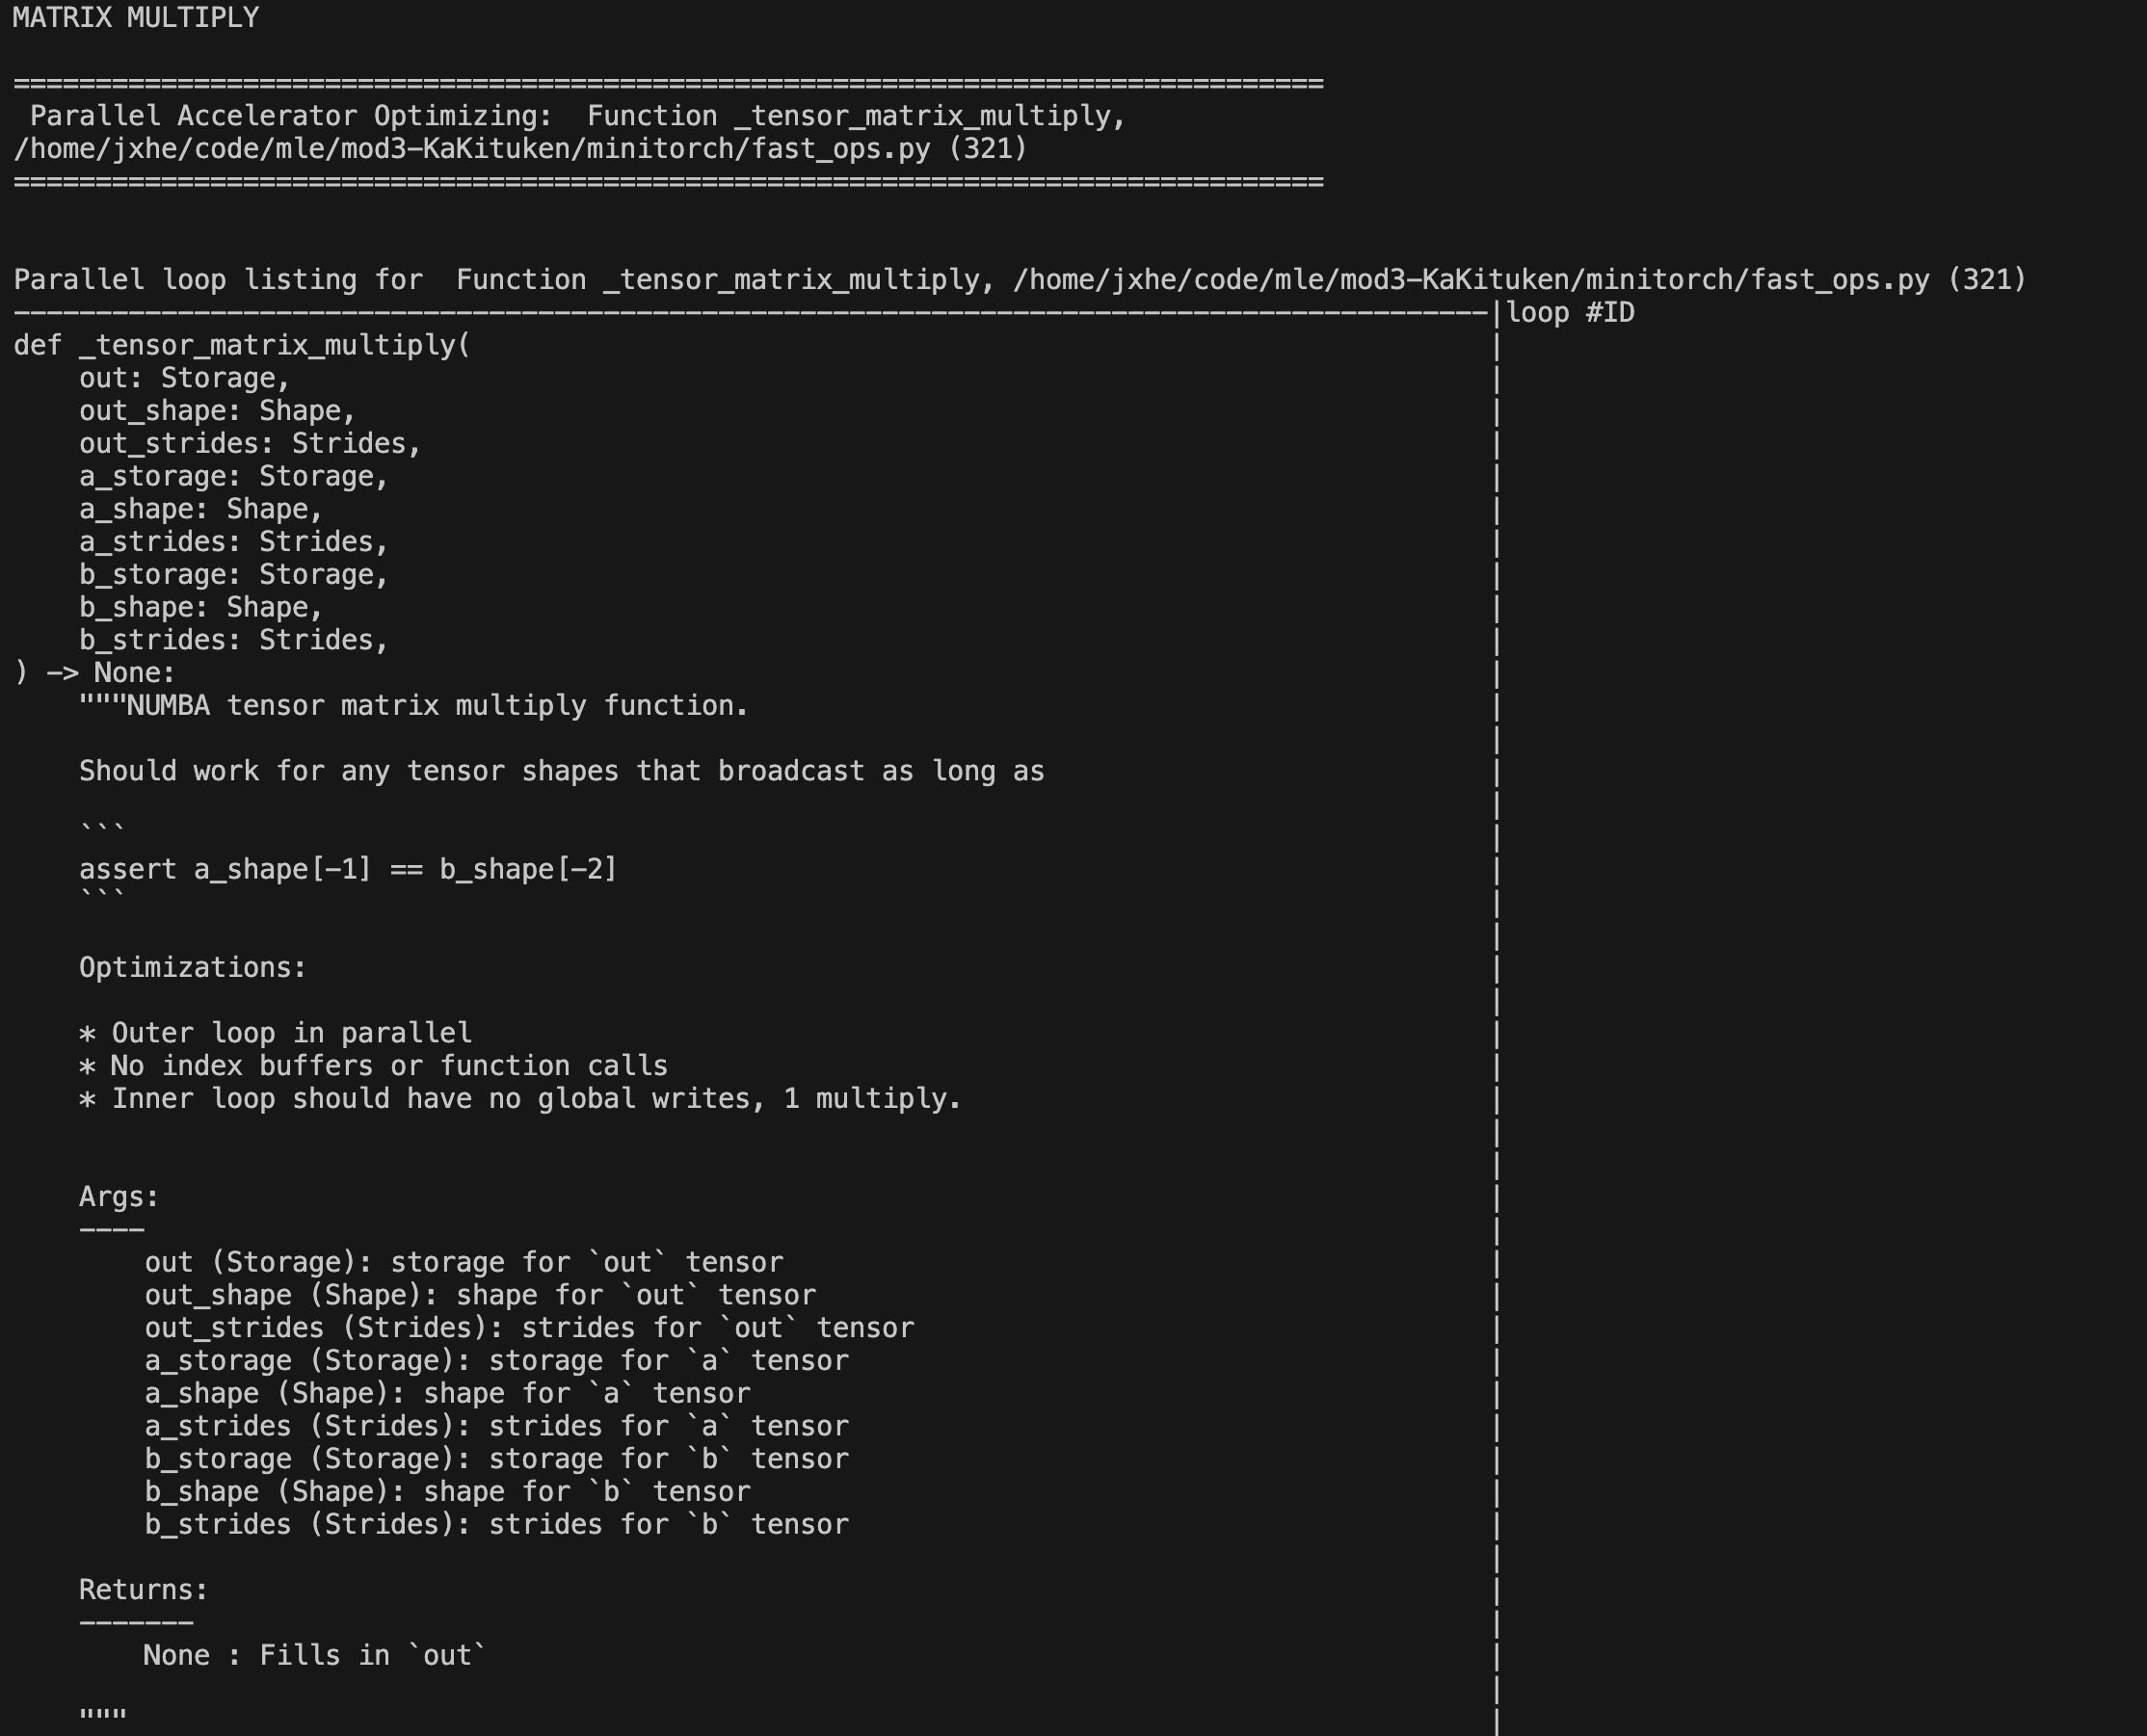 MATRIX MULTIPLY
================================================================================
 Parallel Accelerator Optimizing:  Function _tensor_matrix_multiply,
/home/jxhe/code/mle/mod3-KaKituken/minitorch/fast_ops.py (321)
================================================================================
Parallel loop listing for  Function _tensor_matrix_multiply, /home/jxhe/code/mle/mod3-KaKituken/minitorch/fast_ops.py (321)
------------------------------------------------------------------------------------------|loop #ID
def _tensor_matrix_multiply(                                                              |
    out: Storage,                                                                         |
    out_shape: Shape,                                                                     |
    out_strides: Strides,                                                                 |
    a_storage: Storage,                                                                   |
    a_shape: Shape,                                                                       |
    a_strides: Strides,                                                                   |
    b_storage: Storage,                                                                   |
    b_shape: Shape,                                                                       |
    b_strides: Strides,                                                                   |
) -> None:                                                                                |
    """NUMBA tensor matrix multiply function.                                             |
                                                                                          |
    Should work for any tensor shapes that broadcast as long as                           |
                                                                                          |
    ```                                                                                   |
    assert a_shape[-1] == b_shape[-2]                                                     |
    ```                                                                                   |
                                                                                          |
    Optimizations:                                                                        |
                                                                                          |
    * Outer loop in parallel                                                              |
    * No index buffers or function calls                                                  |
    * Inner loop should have no global writes, 1 multiply.                                |
                                                                                          |
                                                                                          |
    Args:                                                                                 |
    ----                                                                                  |
        out (Storage): storage for `out` tensor                                           |
        out_shape (Shape): shape for `out` tensor                                         |
        out_strides (Strides): strides for `out` tensor                                   |
        a_storage (Storage): storage for `a` tensor                                       |
        a_shape (Shape): shape for `a` tensor                                             |
        a_strides (Strides): strides for `a` tensor                                       |
        b_storage (Storage): storage for `b` tensor                                       |
        b_shape (Shape): shape for `b` tensor                                             |
        b_strides (Strides): strides for `b` tensor                                       |
                                                                                          |
    Returns:                                                                              |
    -------                                                                               |
        None : Fills in `out`                                                             |
                                                                                          |
    """                                                                                   |